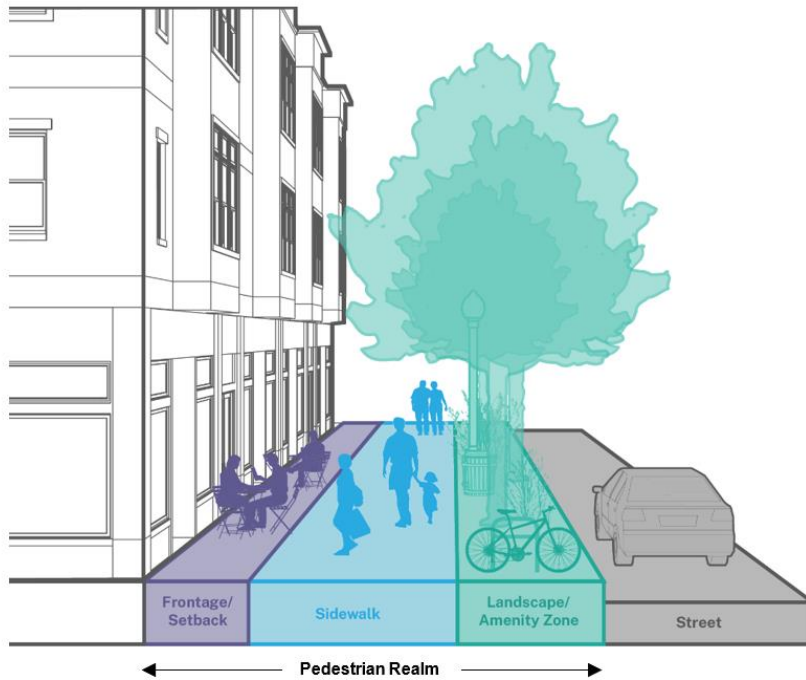 Frontage/
Setback
Sidewalk
Landscape/
Amenity Zone
Street
Pedestrian Realm